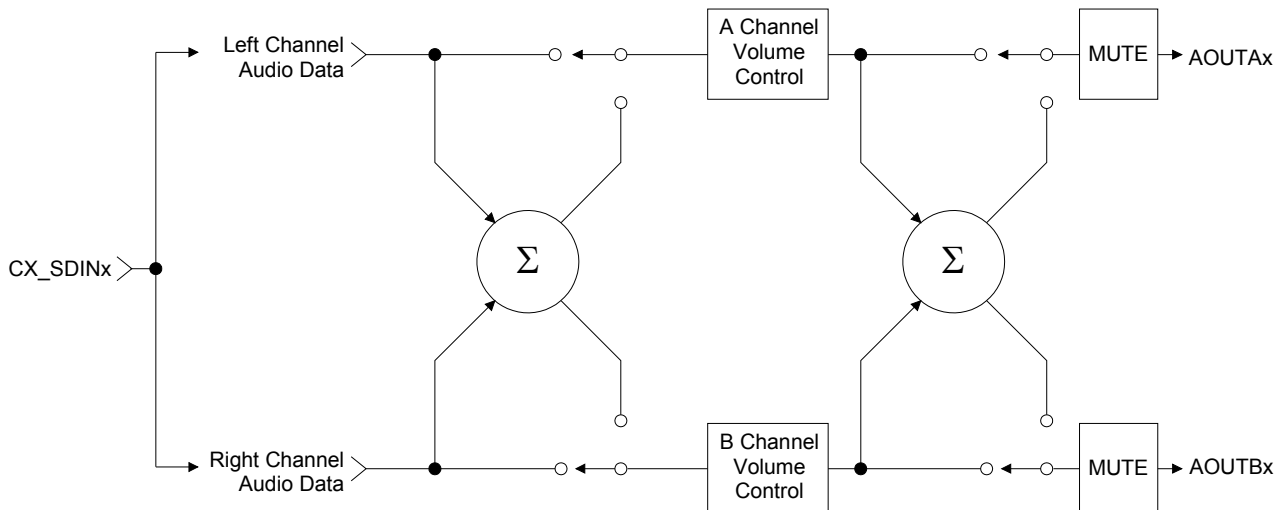 Left Channel
Audio Data
A Channel
Volume
Control
MUTE
AOUTAx
CX_SDINx
Σ
Σ
Right Channel
Audio Data
B Channel
Volume
Control
MUTE
AOUTBx